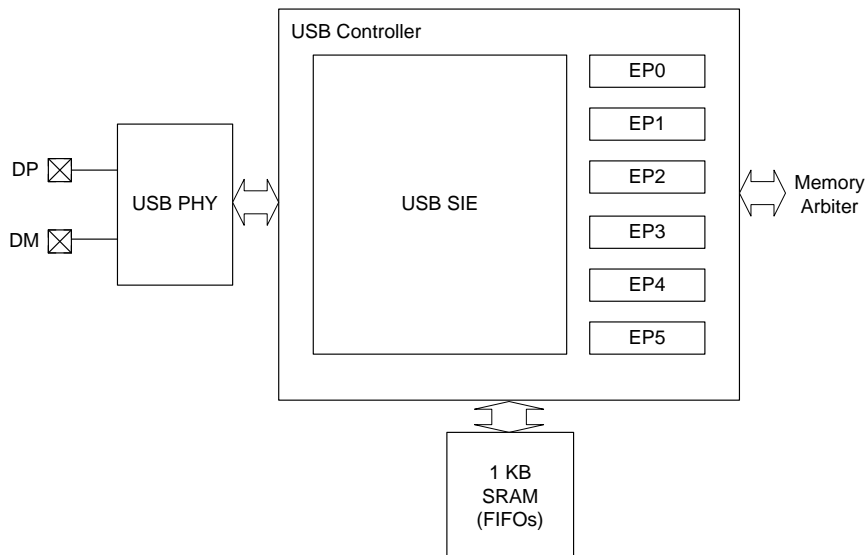 USB Controller
EP0
EP1
DP
EP2
USB PHY
USB SIE
Memory
Arbiter
DM
EP3
EP4
EP5
1 KB
SRAM
(FIFOs)